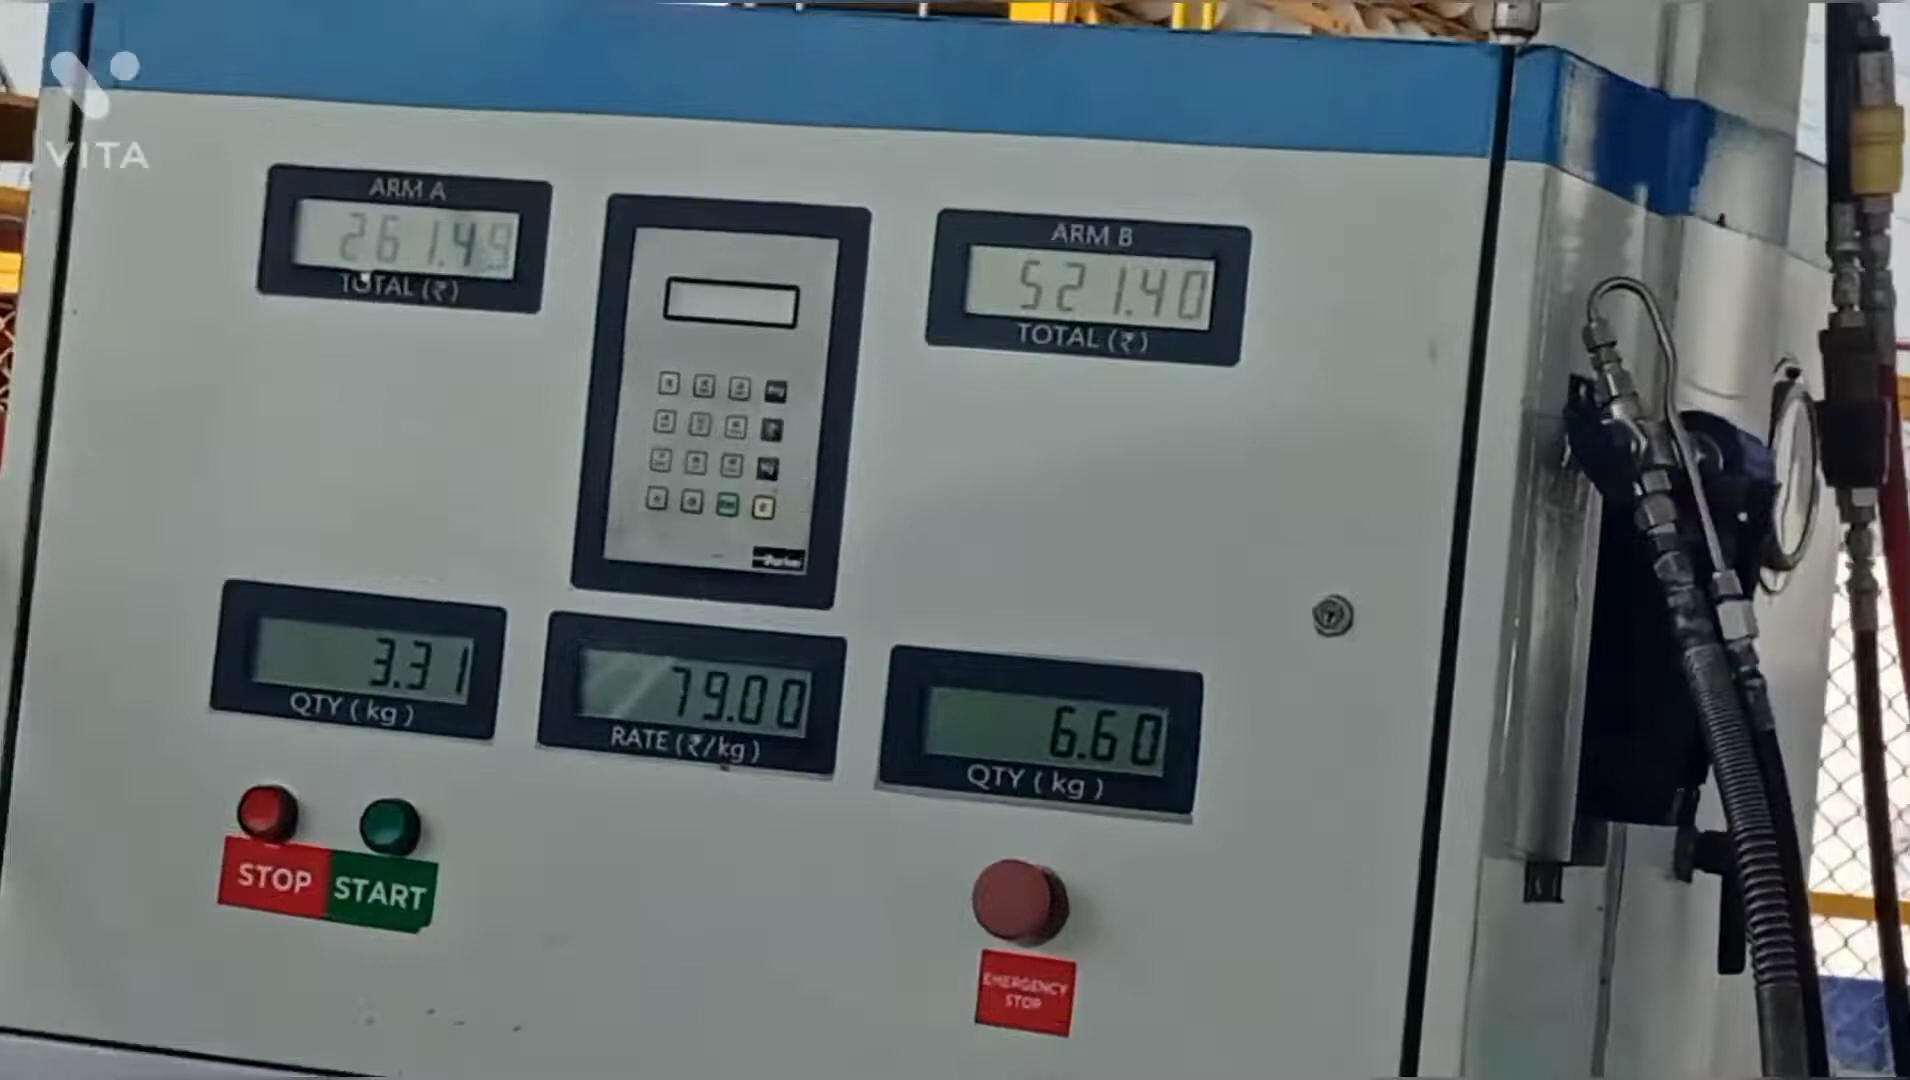 VITA
ARM A
261.49
TOTAL (₹)
ARM B
521.40
TOTAL (₹)
Parker
3.31
QTY ( kg )
79.00
RATE (₹/kg )
6.60
QTY ( kg )
STOP
START
EMERGENCY
STOP